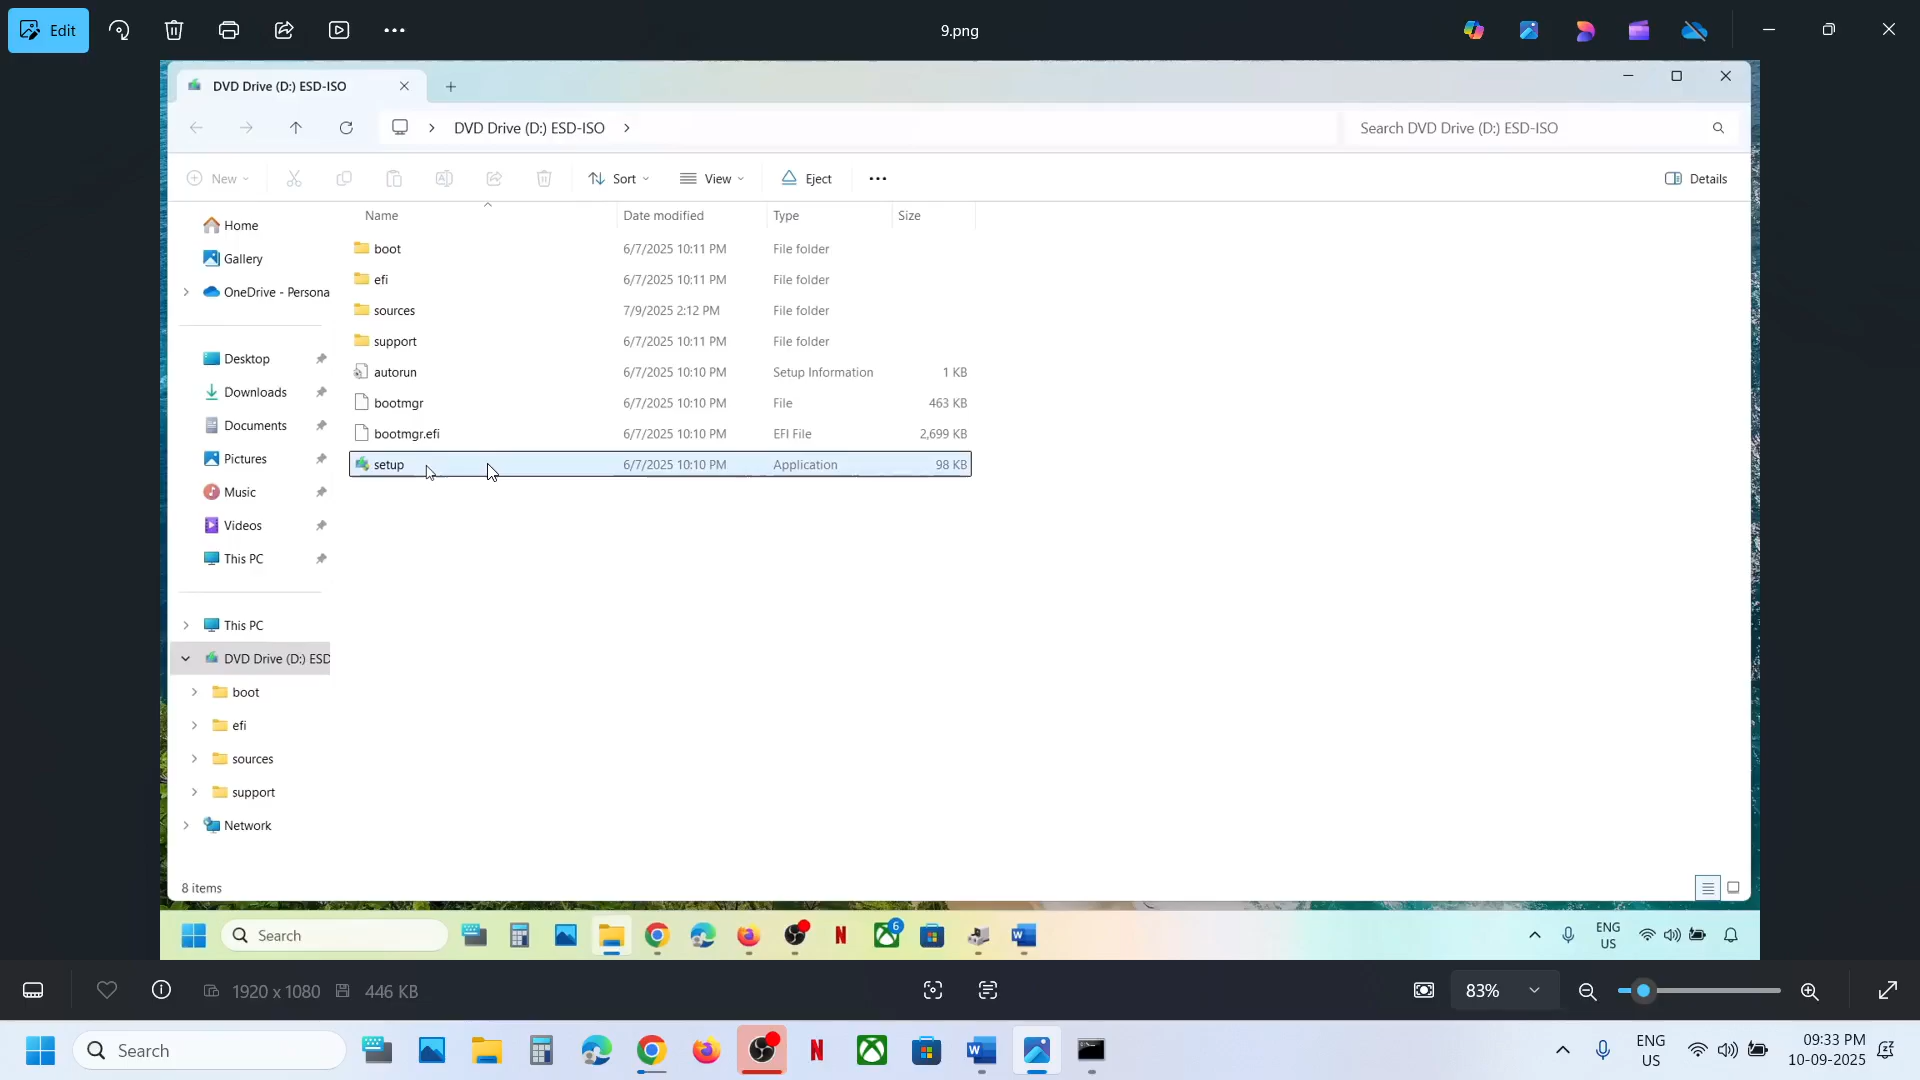 Edit
9.png
DVD Drive (D:) ESD-ISO
DVD Drive (D:) ESD-ISO
Search DVD Drive (D:) ESD-ISO
New
Sort
View
Eject
Details
Name Date modified Type Size
boot 6/7/2025 10:11 PM File folder
efi 6/7/2025 10:11 PM File folder
sources 7/9/2025 2:12 PM File folder
support 6/7/2025 10:11 PM File folder
autorun 6/7/2025 10:10 PM Setup Information 1 KB
bootmgr 6/7/2025 10:10 PM File 463 KB
bootmgr.efi 6/7/2025 10:10 PM EFI File 2,699 KB
setup 6/7/2025 10:10 PM Application 98 KB
Home
Gallery
OneDrive - Persona
Desktop
Downloads
Documents
Pictures
Music
Videos
This PC
This PC
DVD Drive (D:) ESD
boot
efi
sources
support
Network
8 items
Search
6
ENG
US
1920 x 1080
446 KB
83%
Search
ENG
US
09:33 PM
10-09-2025